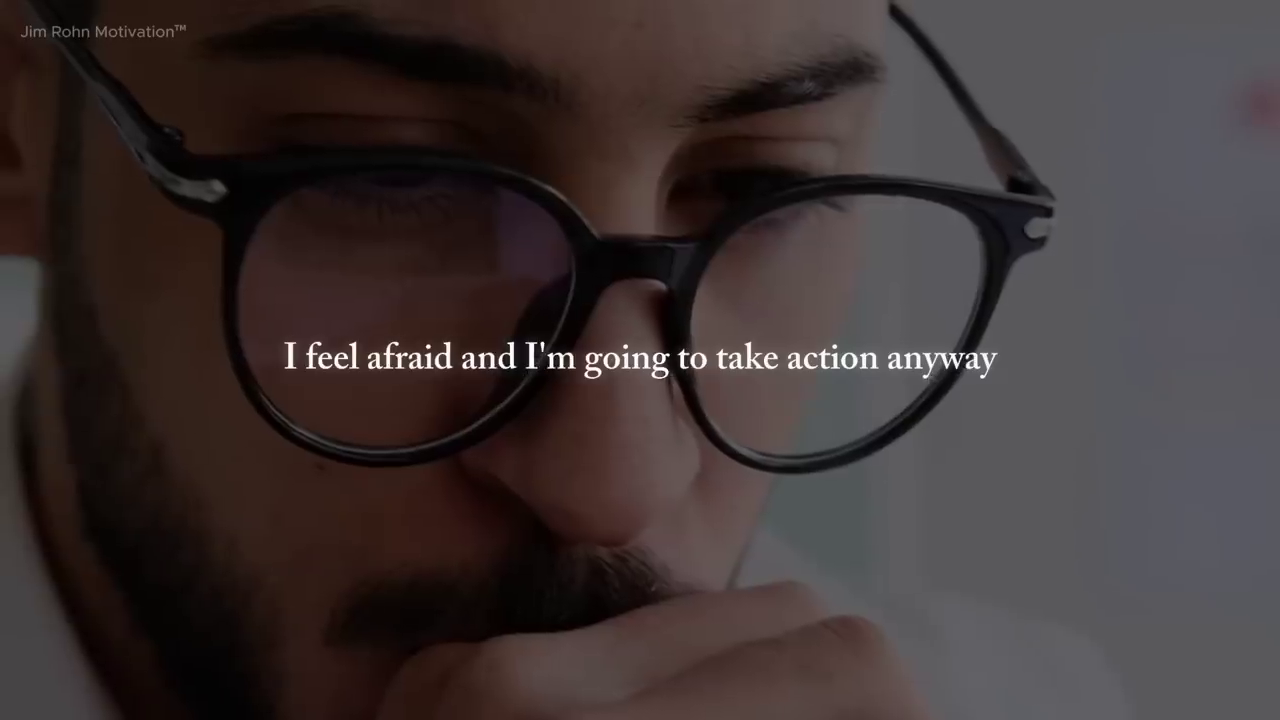 Jim Rohn Motivation™
I feel afraid and I'm going to take action anyway